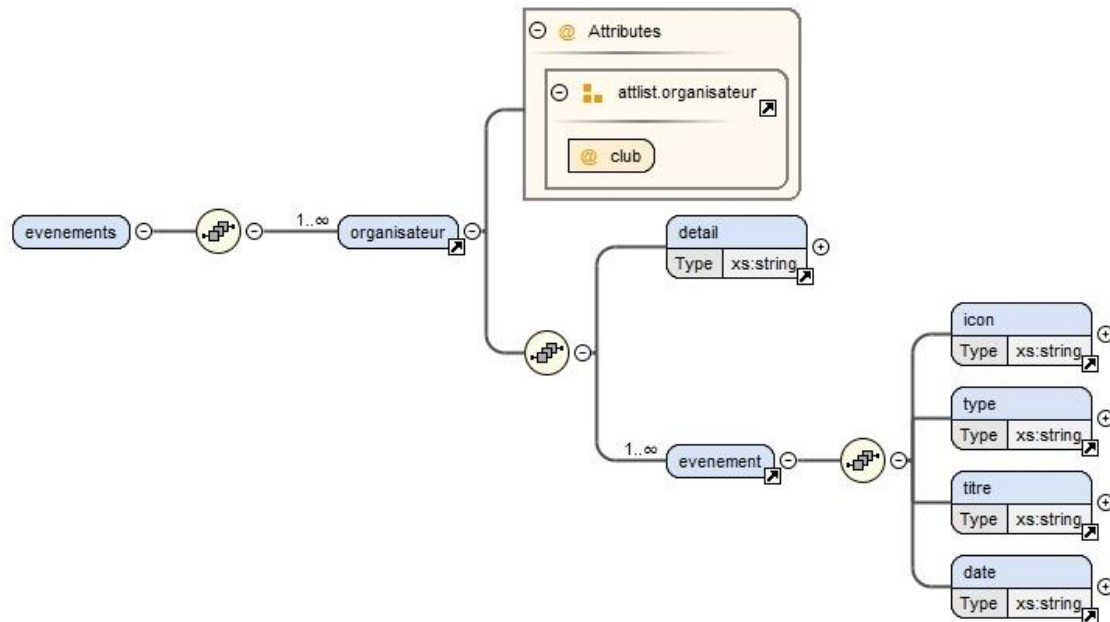 @ Attributes
attlist.organisateur
@ club
evenements
1..∞
organisateur
detail
Type xs:string
1..∞
evenement
icon
Type xs:string
type
Type xs:string
titre
Type xs:string
date
Type xs:string